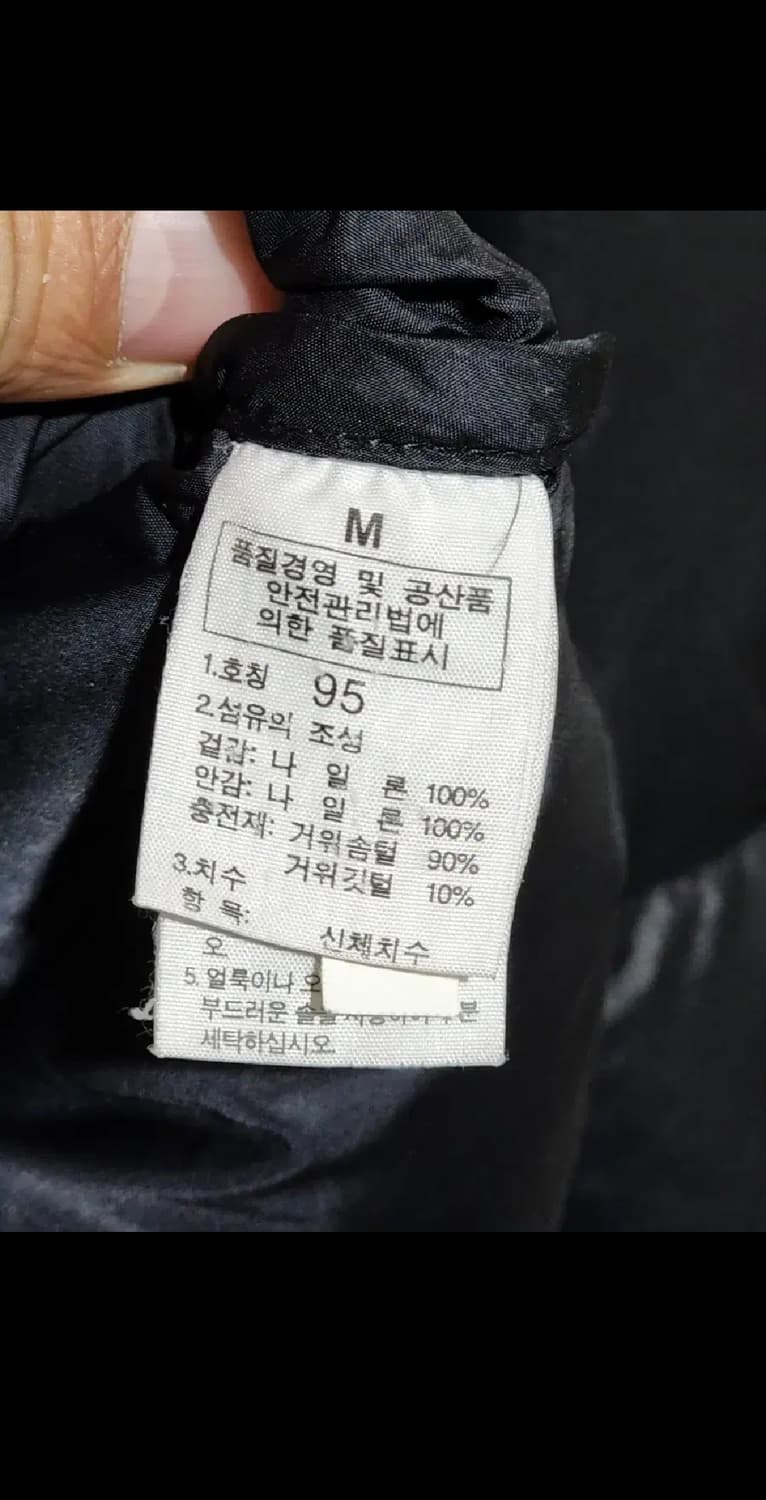 M
품질경영 및 공산품
안전관리법에
의한 품질표시
1.호칭 95
2.섬유의 조성
겉감: 나 일 론 100%
안감: 나 일 론 100%
충전재: 거위솜털 90%
거위깃털 10%
3.치수
항 목: 신체치수
오
5. 얼룩이나 오
부드러운 솔을
세탁하십시오.